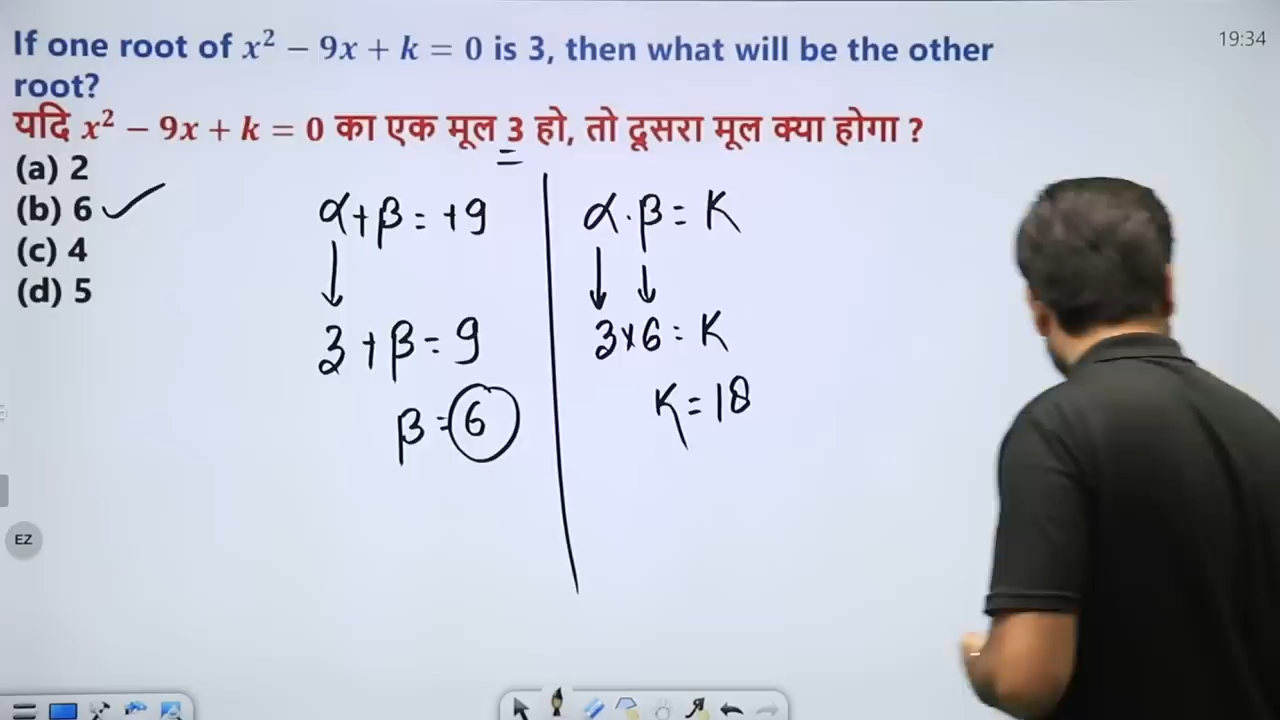 If one root of x² − 9x + k = 0 is 3, then what will be the other
root?
यदि x² − 9x + k = 0 का एक मूल 3 हो, तो दूसरा मूल क्या होगा ?
(a) 2
(b) 6
(c) 4
(d) 5
α+β = +9
3 + β = 9
β = 6
α·β = K
3×6 = K
K = 18
19:34
EZ